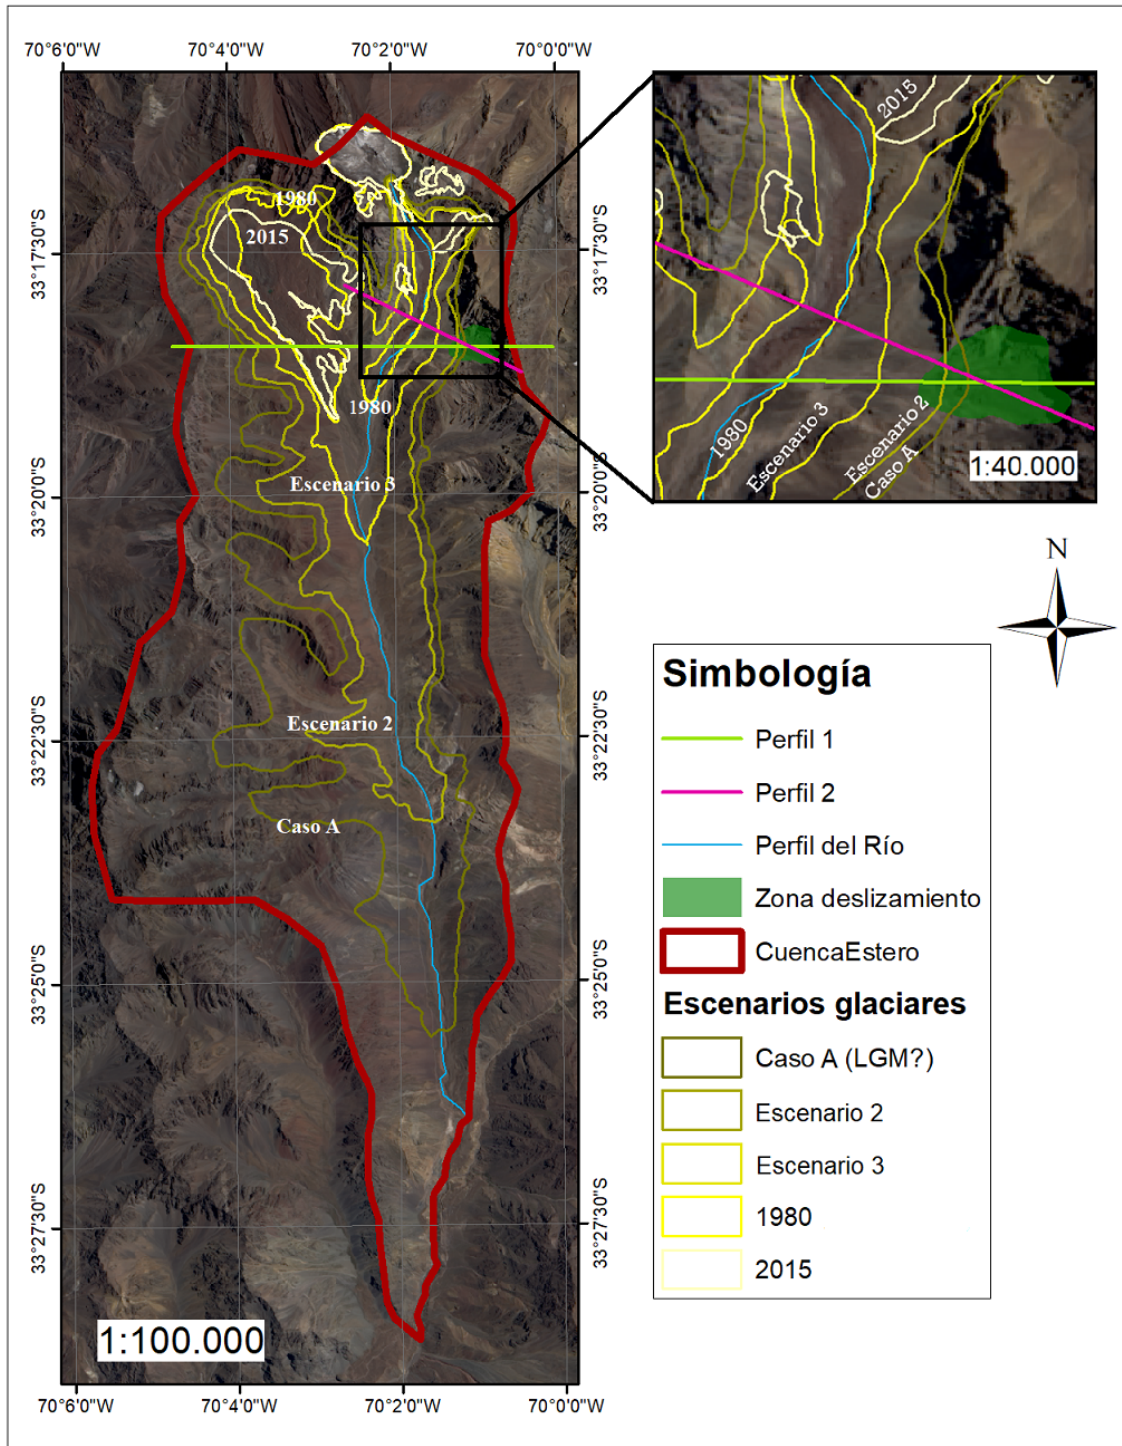 70°6'0"W
70°4'0"W
70°2'0"W
70°0'0"W
33°17'30"S
33°20'0"S
33°22'30"S
33°25'0"S
33°27'30"S
1980
2015
1980
Escenario 3
Escenario 2
Caso A
1:100.000
33°17'30"S
33°20'0"S
33°22'30"S
33°25'0"S
33°27'30"S
70°6'0"W
70°4'0"W
70°2'0"W
70°0'0"W
2015
1980
Escenario 3
Escenario 2
Caso A
1:40.000
N
Simbología
Perfil 1
Perfil 2
Perfil del Río
Zona deslizamiento
CuencaEstero
Escenarios glaciares
Caso A (LGM?)
Escenario 2
Escenario 3
1980
2015